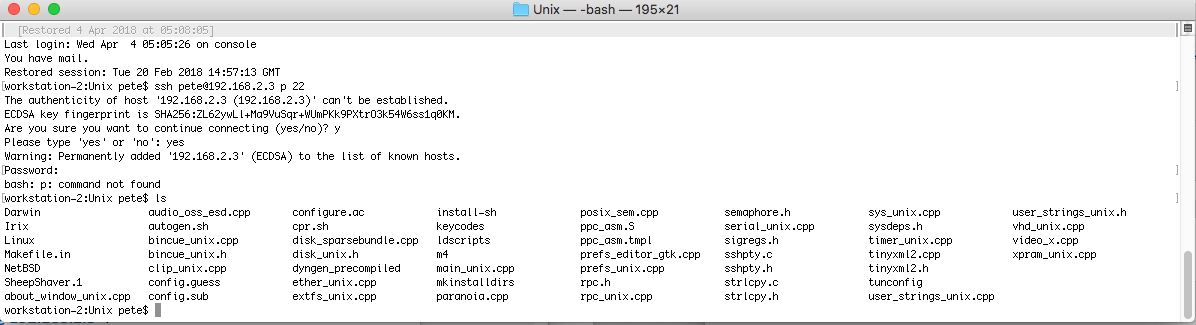 Unix — -bash — 195×21
[Restored 4 Apr 2018 at 05:08:05]
Last login: Wed Apr  4 05:05:26 on console
You have mail.
Restored session: Tue 20 Feb 2018 14:57:13 GMT
[workstation-2:Unix pete$ ssh pete@192.168.2.3 p 22 ]
The authenticity of host '192.168.2.3 (192.168.2.3)' can't be established.
ECDSA key fingerprint is SHA256:ZL62ywLl+Ma9VuSqr+WUmPKk9PXtrO3k54W6ss1q0KM.
Are you sure you want to continue connecting (yes/no)? y
Please type 'yes' or 'no': yes
Warning: Permanently added '192.168.2.3' (ECDSA) to the list of known hosts.
[Password: ]
bash: p: command not found
[workstation-2:Unix pete$ ls ]
Darwin audio_oss_esd.cpp configure.ac install-sh posix_sem.cpp semaphore.h sys_unix.cpp user_strings_unix.h
Irix autogen.sh cpr.sh keycodes ppc_asm.S serial_unix.cpp sysdeps.h vhd_unix.cpp
Linux bincue_unix.cpp disk_sparsebundle.cpp ldscripts ppc_asm.tmpl sigregs.h timer_unix.cpp video_x.cpp
Makefile.in bincue_unix.h disk_unix.h m4 prefs_editor_gtk.cpp sshpty.c tinyxml2.cpp xpram_unix.cpp
NetBSD clip_unix.cpp dyngen_precompiled main_unix.cpp prefs_unix.cpp sshpty.h tinyxml2.h
SheepShaver.1 config.guess ether_unix.cpp mkinstalldirs rpc.h strlcpy.c tunconfig
about_window_unix.cpp config.sub extfs_unix.cpp paranoia.cpp rpc_unix.cpp strlcpy.h user_strings_unix.cpp
workstation-2:Unix pete$